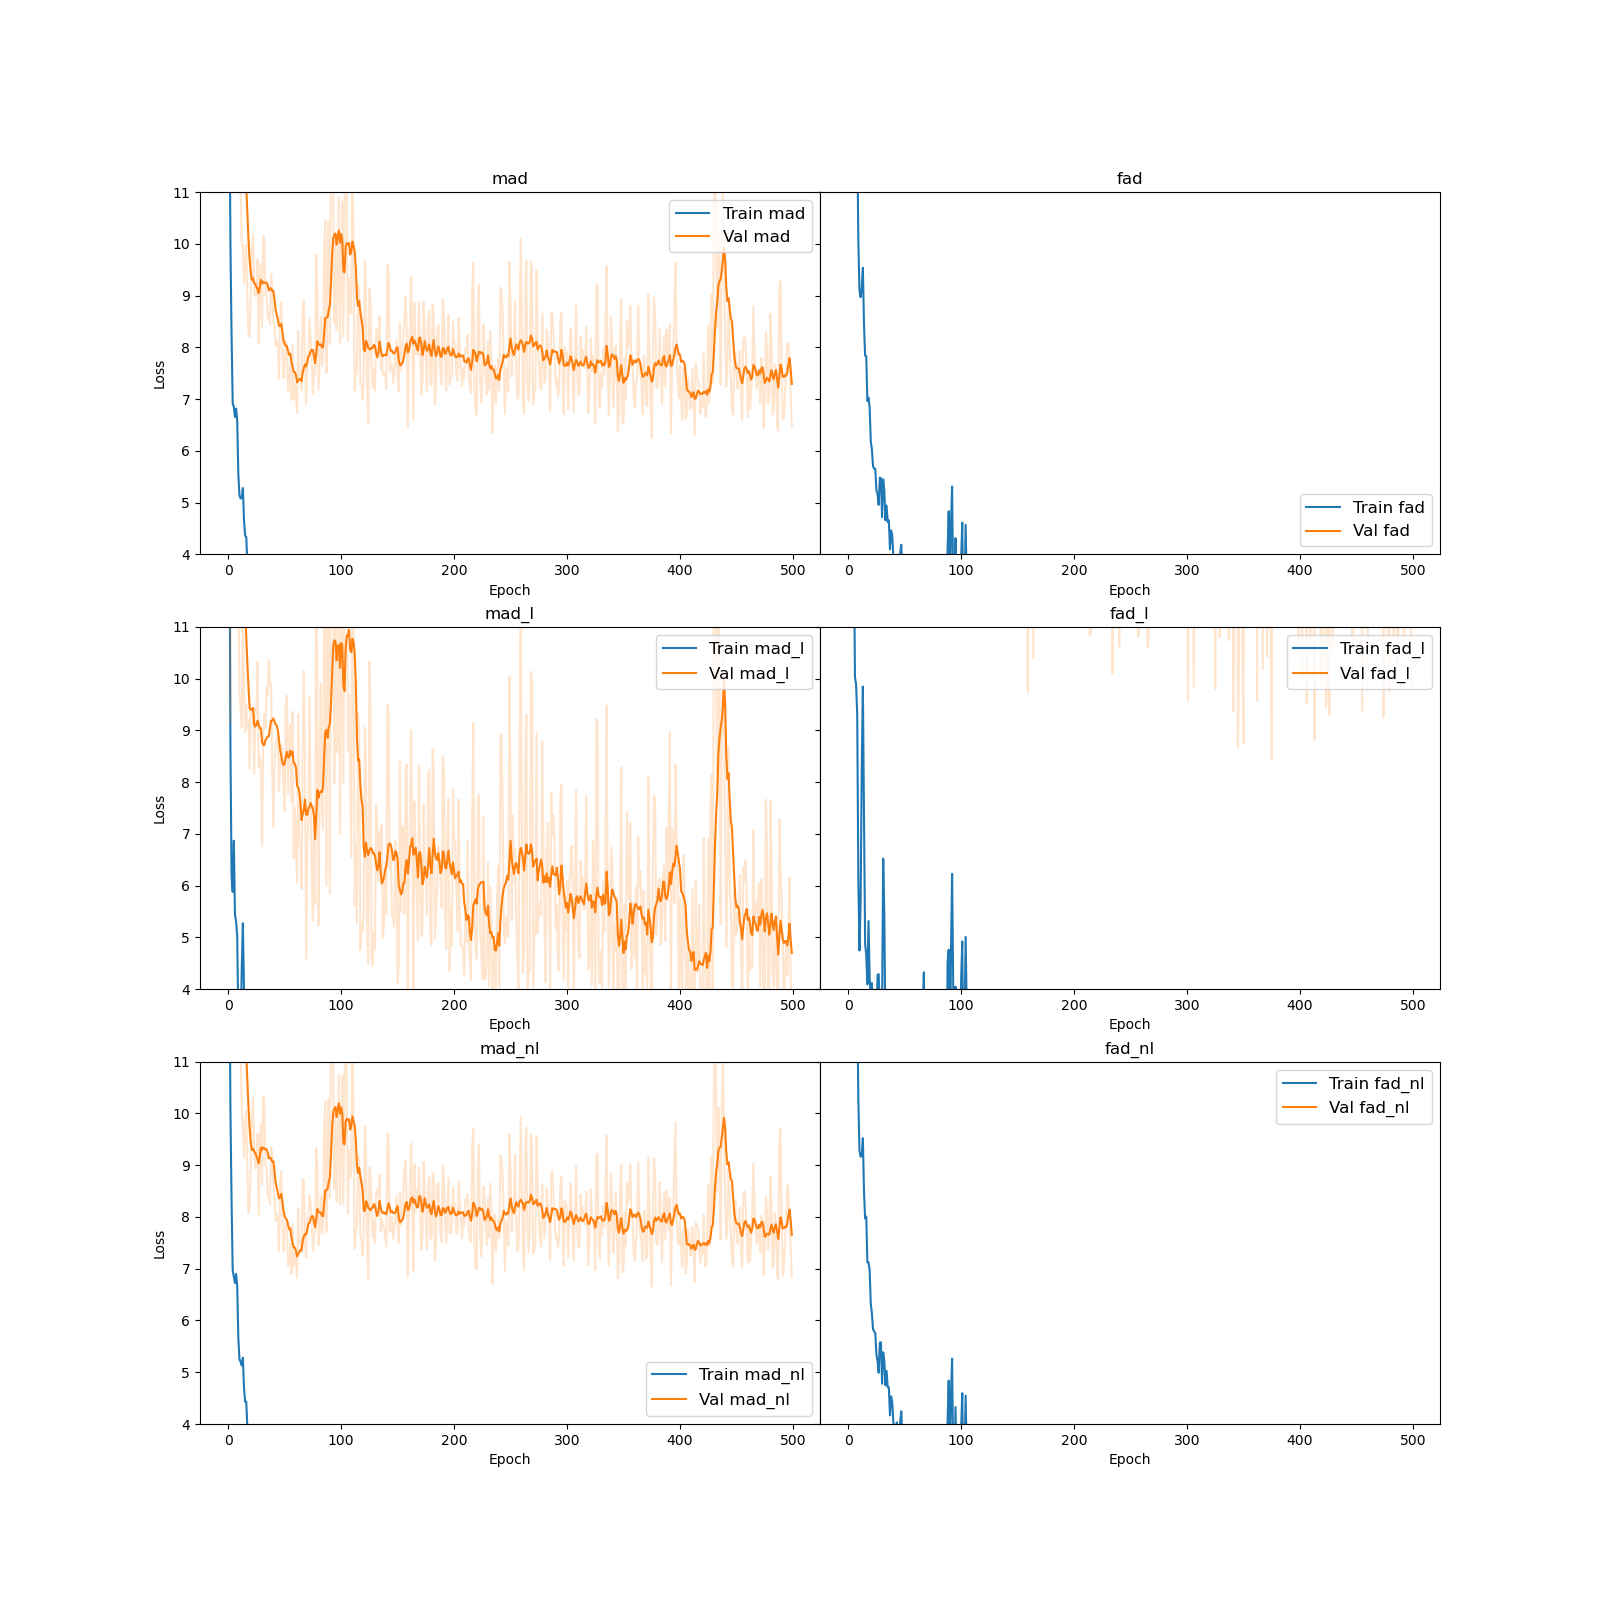 mad
fad
11
10
9
8
7
6
5
4
Loss
Train mad
Val mad
Train fad
Val fad
0 100 200 300 400 500
0 100 200 300 400 500
Epoch
Epoch
mad_l
fad_l
11
10
9
8
7
6
5
4
Loss
Train mad_l
Val mad_l
Train fad_l
Val fad_l
0 100 200 300 400 500
0 100 200 300 400 500
Epoch
Epoch
mad_nl
fad_nl
11
10
9
8
7
6
5
4
Loss
Train mad_nl
Val mad_nl
Train fad_nl
Val fad_nl
0 100 200 300 400 500
0 100 200 300 400 500
Epoch
Epoch